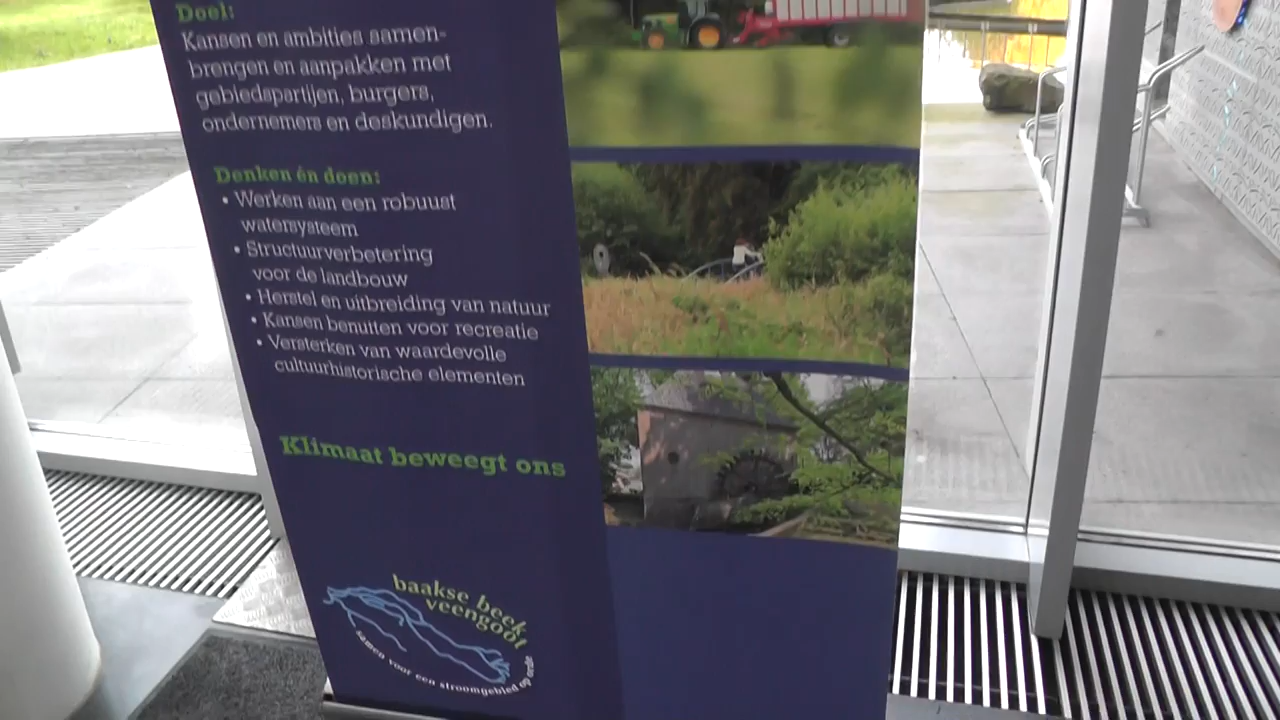 Doel:
Kansen en ambities samen-
brengen en aanpakken met
gebiedspartijen, burgers,
ondernemers en deskundigen.
Denken én doen:
• Werken aan een robuust
watersysteem
• Structuurverbetering
voor de landbouw
• Herstel en uitbreiding van natuur
• Kansen benutten voor recreatie
• Versterken van waardevolle
cultuurhistorische elementen
Klimaat beweegt ons
baakse beek
veengoot
samen voor een stroomgebied op orde